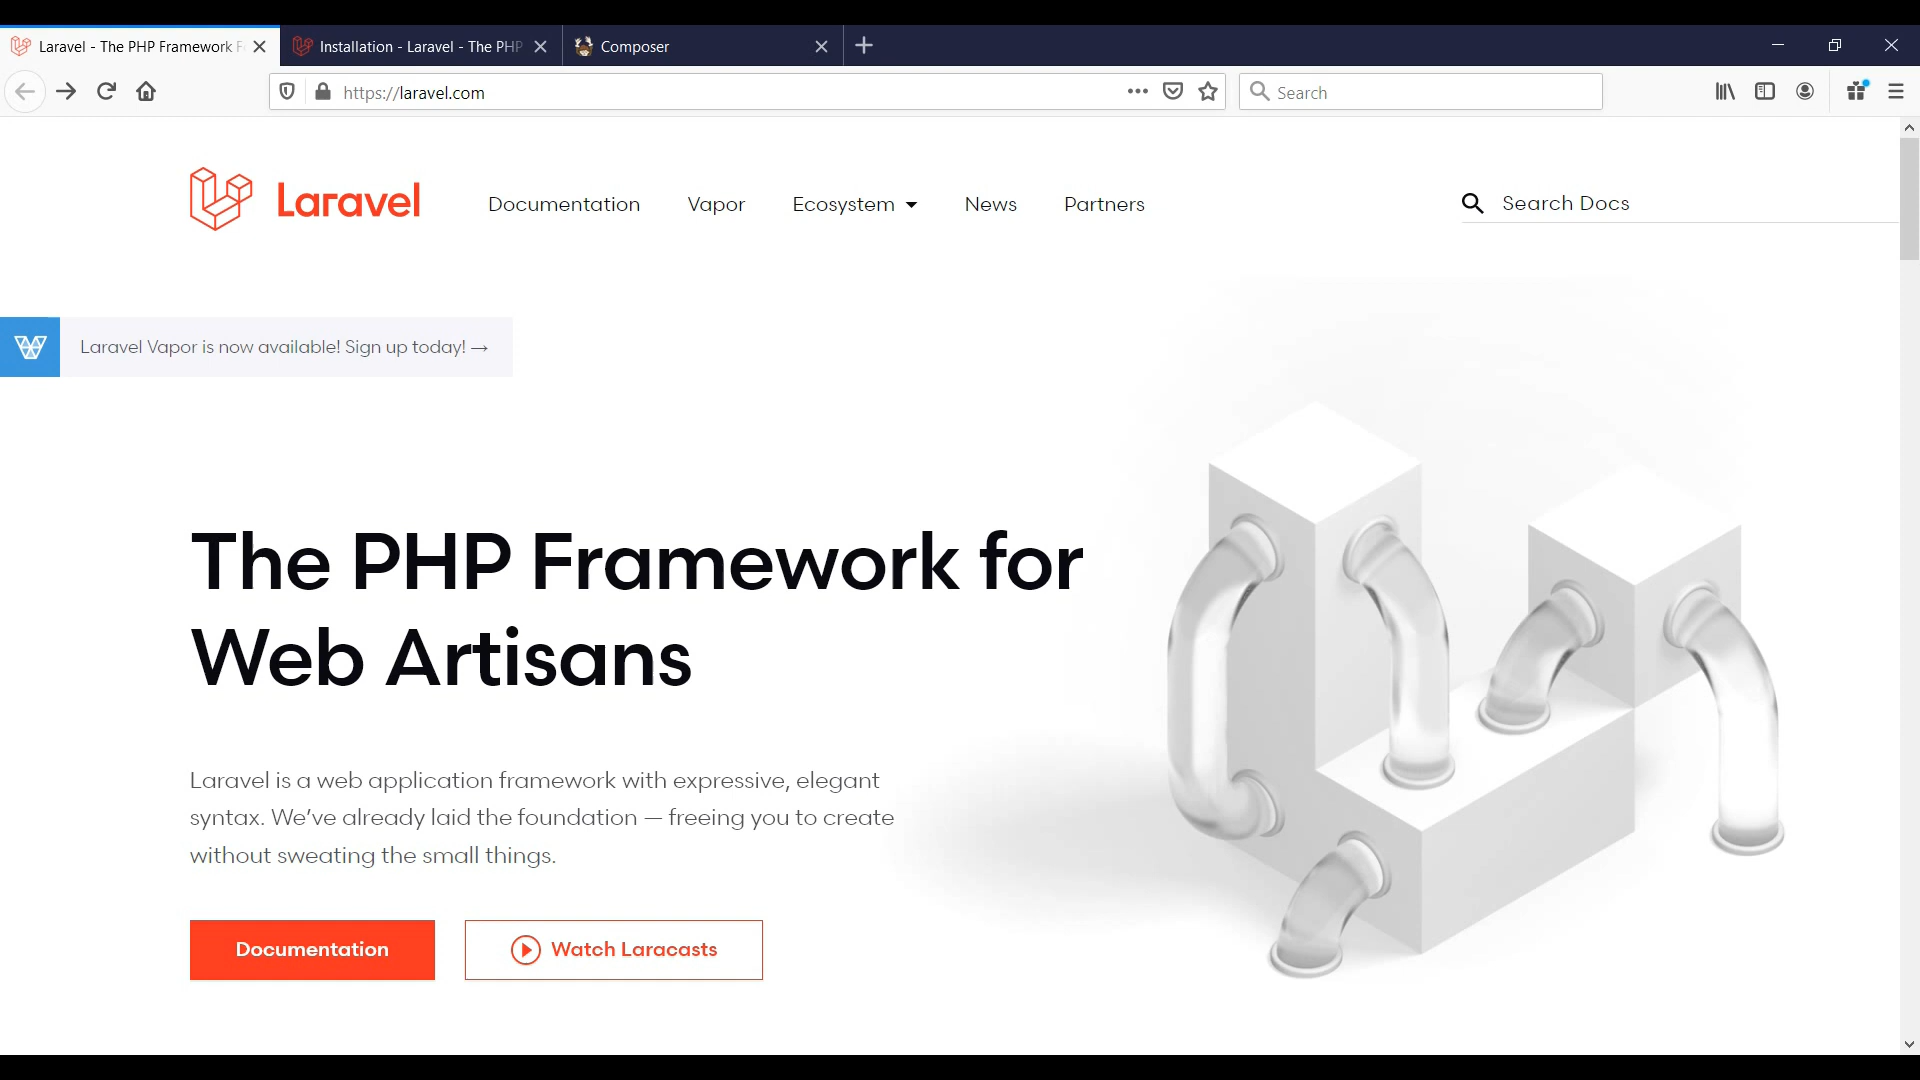 Laravel - The PHP Framework F
Installation - Laravel - The PHP
Composer
https://laravel.com
Search
Laravel
Documentation
Vapor
Ecosystem
News
Partners
Search Docs
Laravel Vapor is now available! Sign up today! →
The PHP Framework for
Web Artisans
Laravel is a web application framework with expressive, elegant
syntax. We’ve already laid the foundation — freeing you to create
without sweating the small things.
Documentation
Watch Laracasts